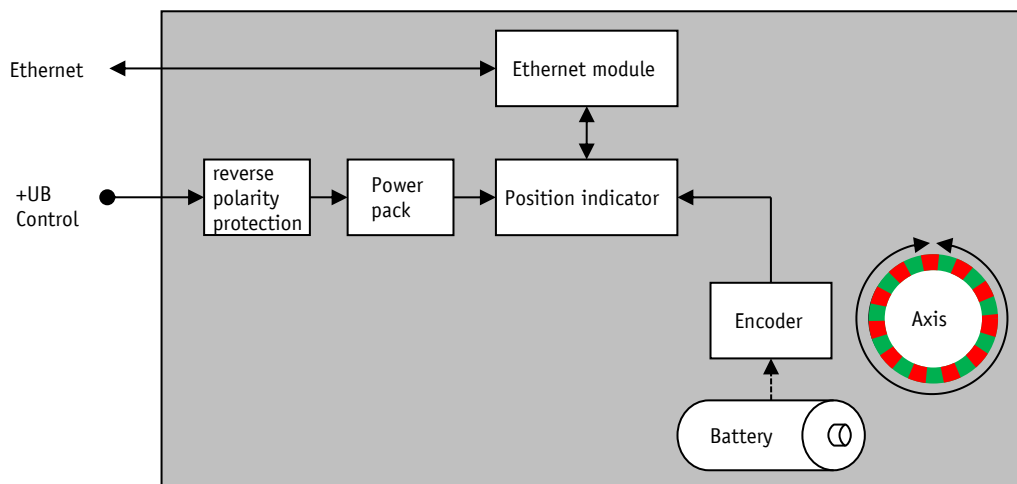 Ethernet
Ethernet module
+UB
Control
reverse
polarity
protection
Power
pack
Position indicator
Encoder
Axis
Battery